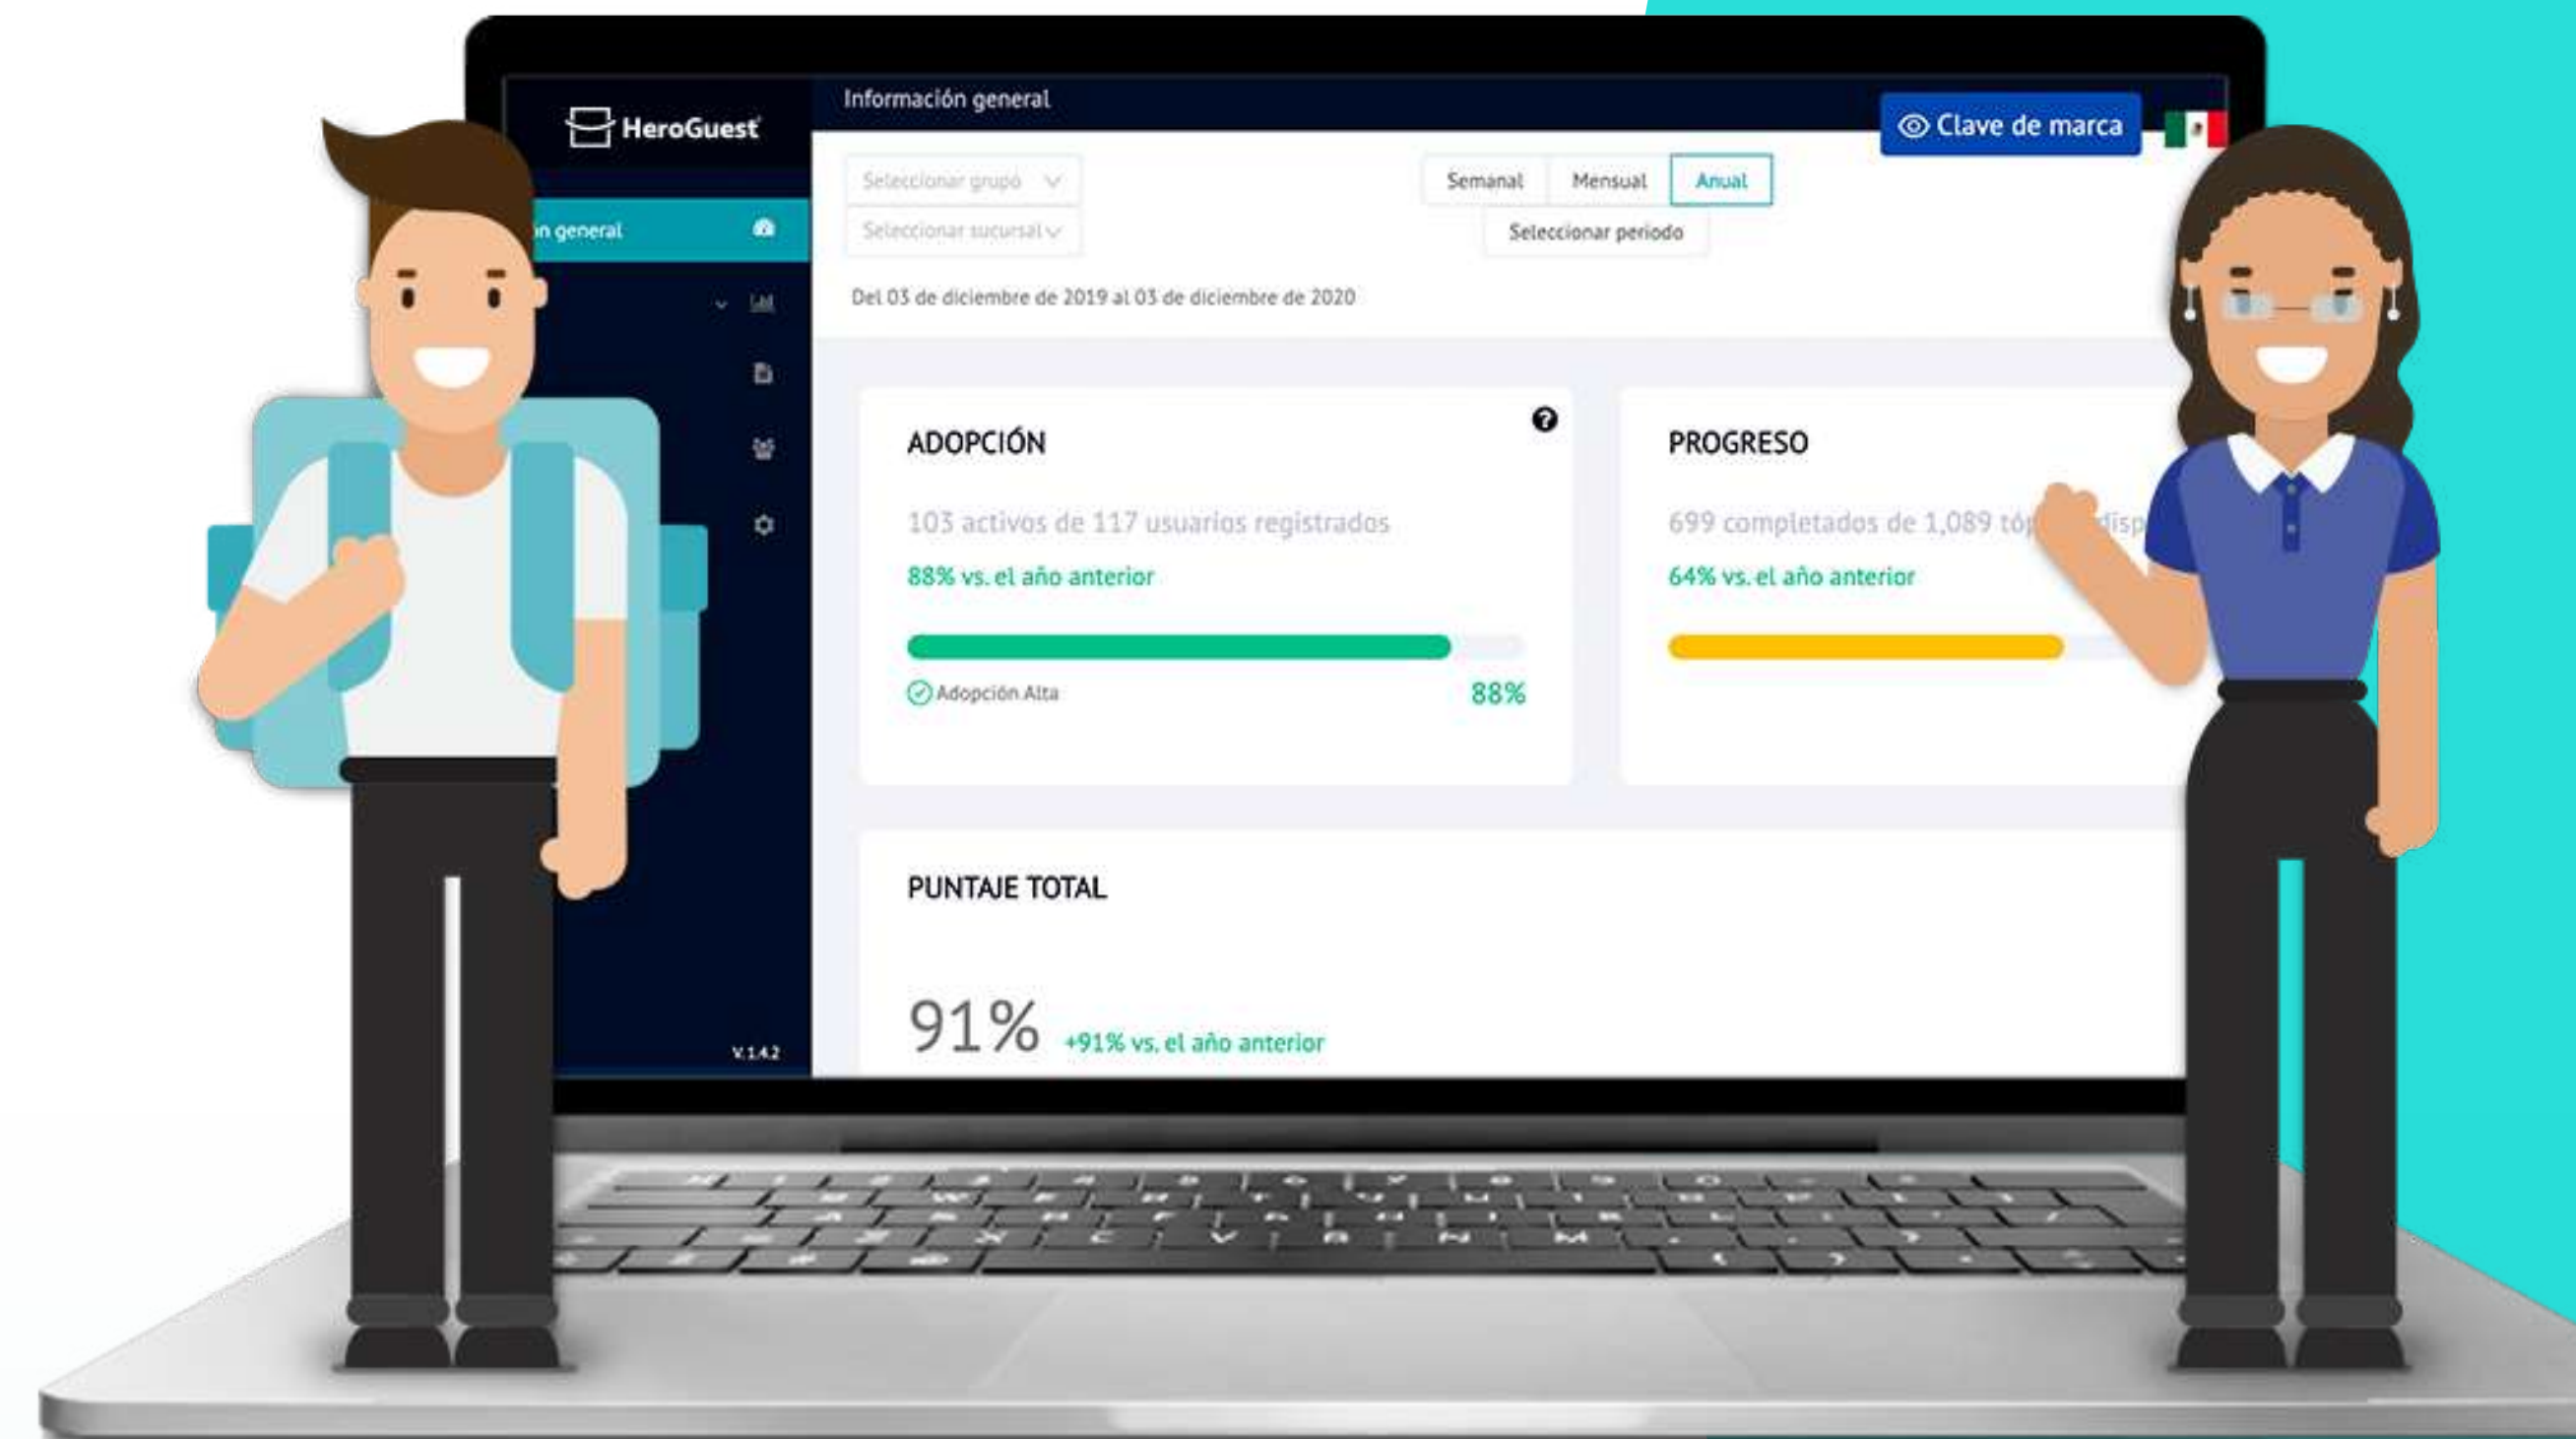 HeroGuest
Información general
Clave de marca
Seleccionar grupo
Semanal Mensual Anual
general
Seleccionar sucursal
Seleccionar periodo
Del 03 de diciembre de 2019 al 03 de diciembre de 2020
ADOPCIÓN
103 activos de 117 usuarios registrados
88% vs. el año anterior
Adopción Alta
88%
PROGRESO
699 completados de 1,089
64% vs. el año anterior
PUNTAJE TOTAL
91% +91% vs. el año anterior
V.1.4.2